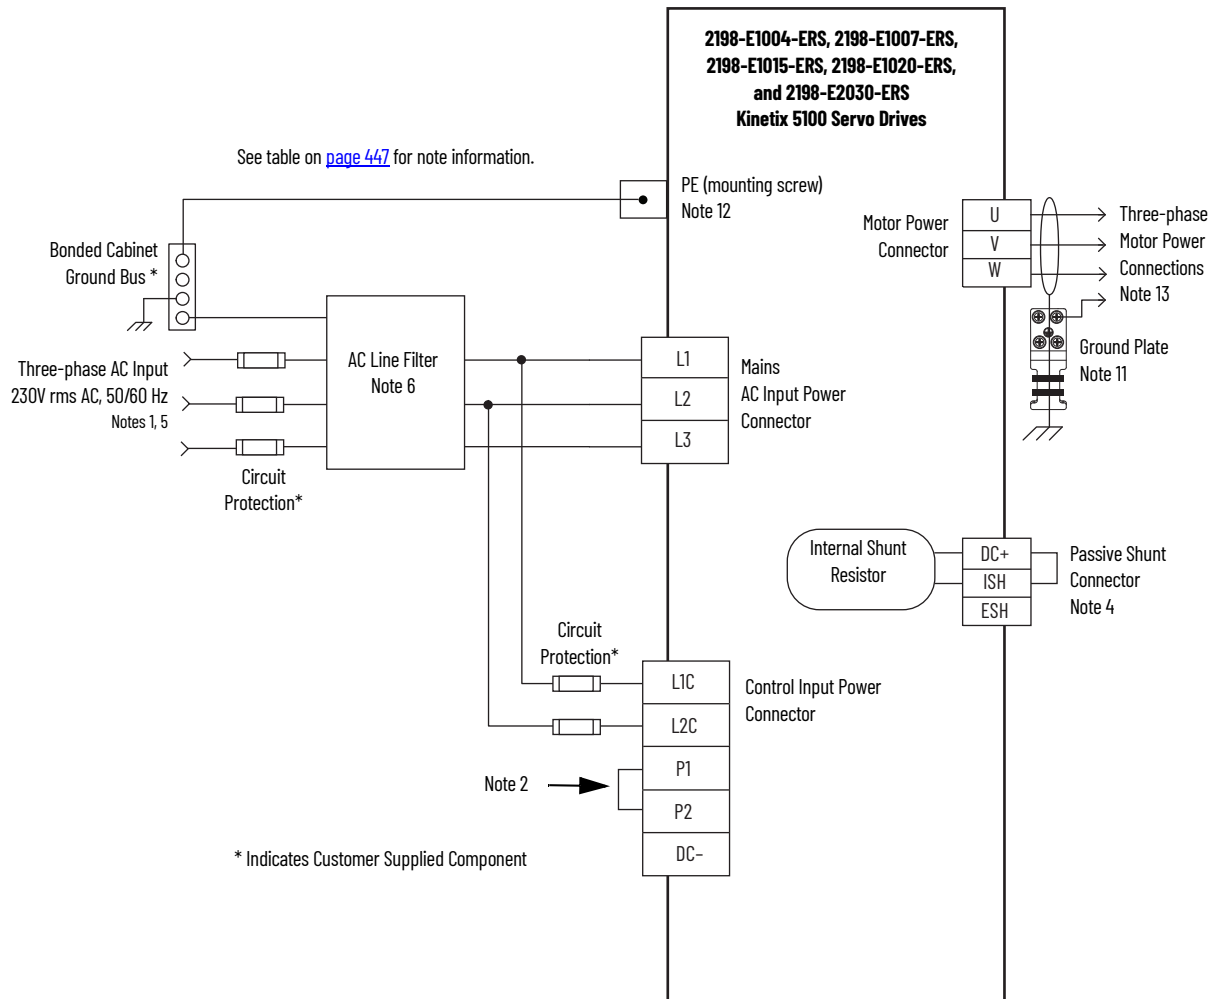 2198-E1004-ERS, 2198-E1007-ERS,
2198-E1015-ERS, 2198-E1020-ERS,
and 2198-E2030-ERS
Kinetix 5100 Servo Drives
See table on page 447 for note information.
PE (mounting screw)
Note 12
Bonded Cabinet
Ground Bus *
Motor Power
Connector
U
V
W
Three-phase
Motor Power
Connections
Note 13
Ground Plate
Note 11
Three-phase AC Input
230V rms AC, 50/60 Hz
Notes 1, 5
AC Line Filter
Note 6
L1
L2
L3
Mains
AC Input Power
Connector
Circuit
Protection*
Internal Shunt
Resistor
DC+
ISH
ESH
Passive Shunt
Connector
Note 4
Circuit
Protection*
L1C
L2C
P1
P2
DC–
Control Input Power
Connector
Note 2
* Indicates Customer Supplied Component